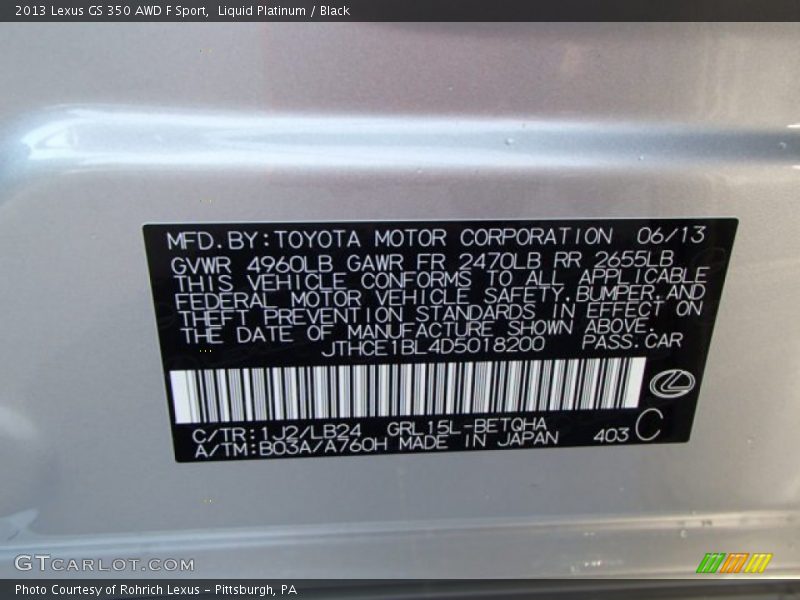 2013 Lexus GS 350 AWD F Sport, Liquid Platinum / Black
MFD. BY: TOYOTA MOTOR CORPORATION 06/13
GVWR 4960LB GAWR FR 2470LB RR 2655LB
THIS VEHICLE CONFORMS TO ALL APPLICABLE
FEDERAL MOTOR VEHICLE SAFETY, BUMPER, AND
THEFT PREVENTION STANDARDS IN EFFECT ON
THE DATE OF MANUFACTURE SHOWN ABOVE.
JTHCE1BL4D5018200 PASS. CAR
C/TR: 1J2/LB24 GRL15L-BETQHA
A/TM: B03A/A760H MADE IN JAPAN 403 C
GTCARLOT.COM
Photo Courtesy of Rohrich Lexus - Pittsburgh, PA